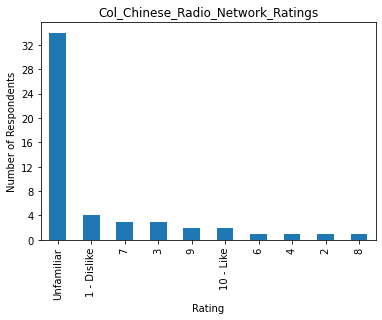 Col_Chinese_Radio_Network_Ratings
Number of Respondents
32
28
24
20
16
12
8
4
0
Unfamiliar
1 - Dislike
7
3
9
10 - Like
6
4
2
8
Rating